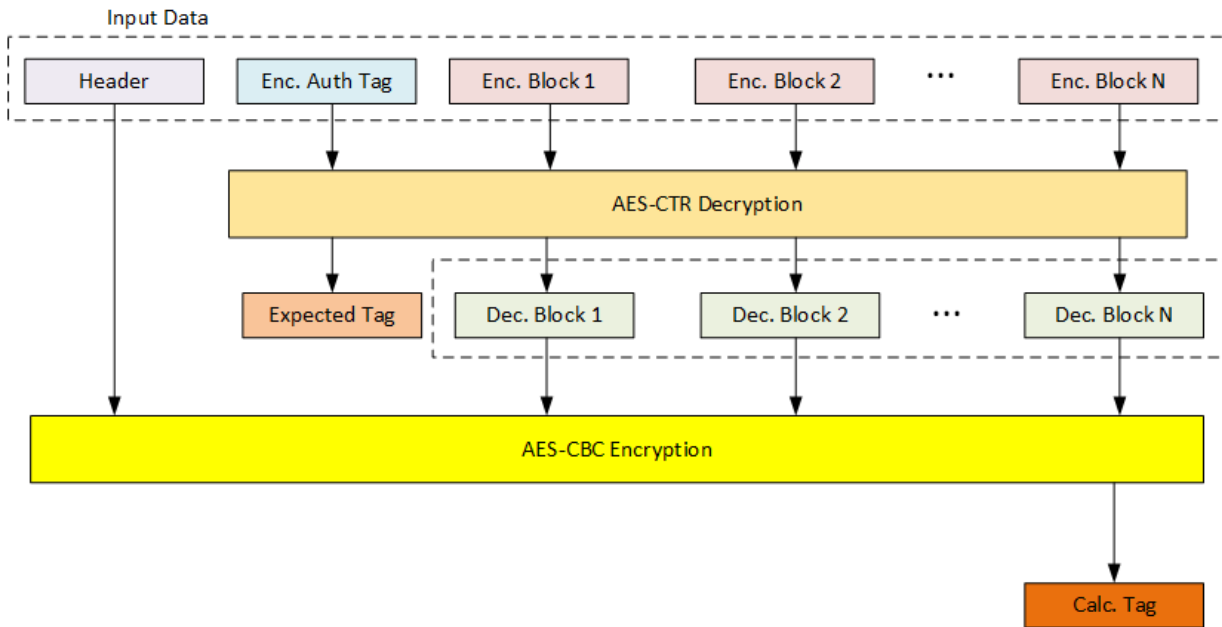 Input Data
Header
Enc. Auth Tag
Enc. Block 1
Enc. Block 2
...
Enc. Block N
AES-CTR Decryption
Expected Tag
Dec. Block 1
Dec. Block 2
...
Dec. Block N
AES-CBC Encryption
Calc. Tag